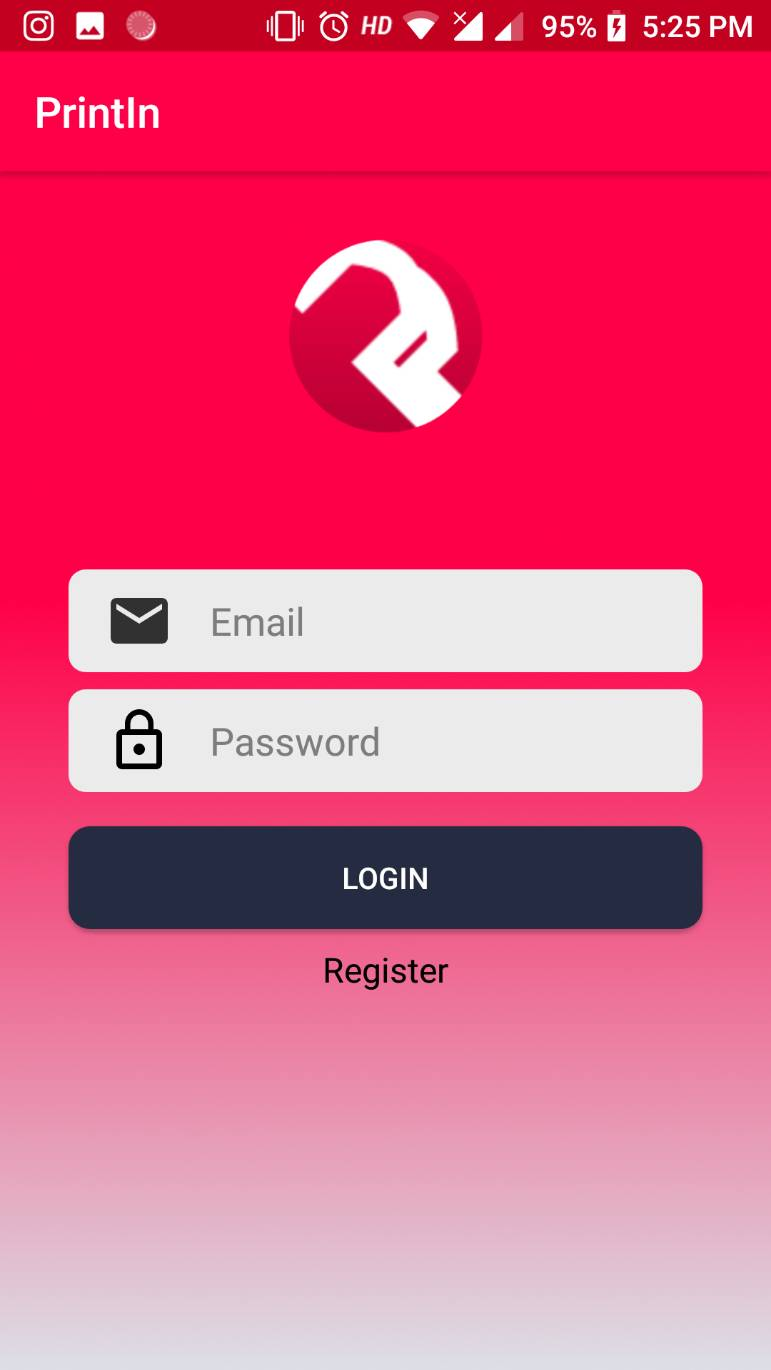 HD 95% 5:25 PM
PrintIn
Email
Password
LOGIN
Register